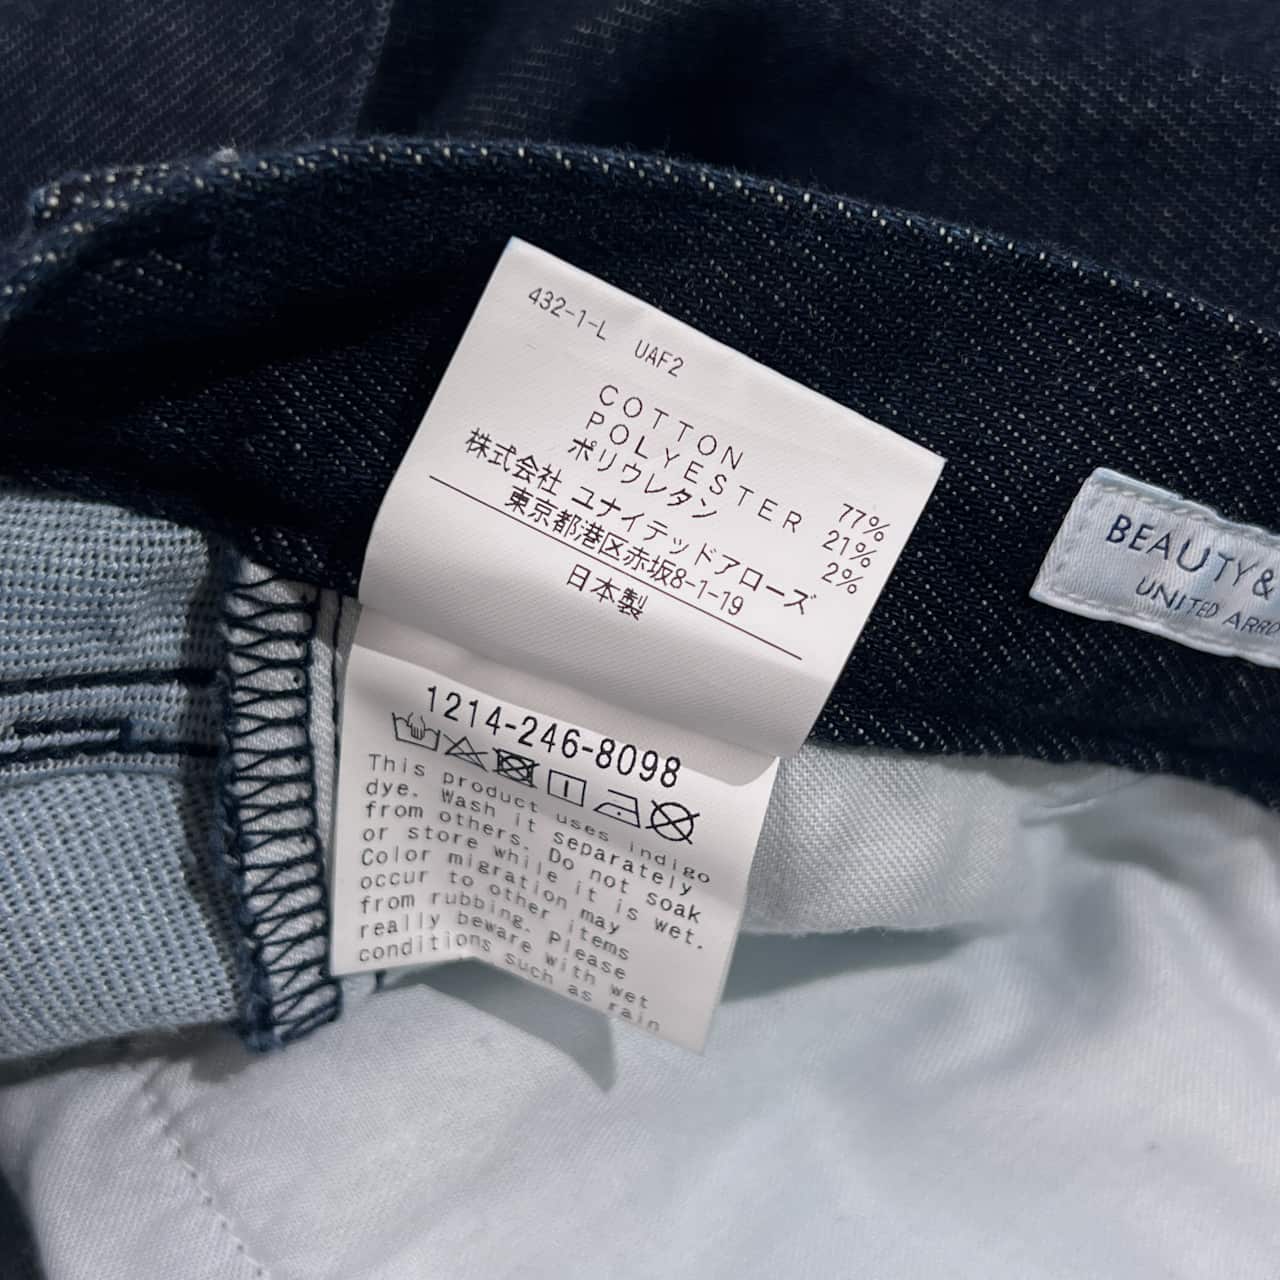 432-1-L UAF2
COTTON 77%
POLYESTER 21%
ポリウレタン 2%
株式会社 ユナイテッドアローズ
東京都港区赤坂8-1-19
日本製
1214-246-8098
This product uses indigo
dye. Wash it separately
from others. Do not soak
or store while it is wet.
Color migration may
occur to other items
from rubbing. Please
really beware with wet
conditions such as rain
BEAUTY&
UNITED ARRO